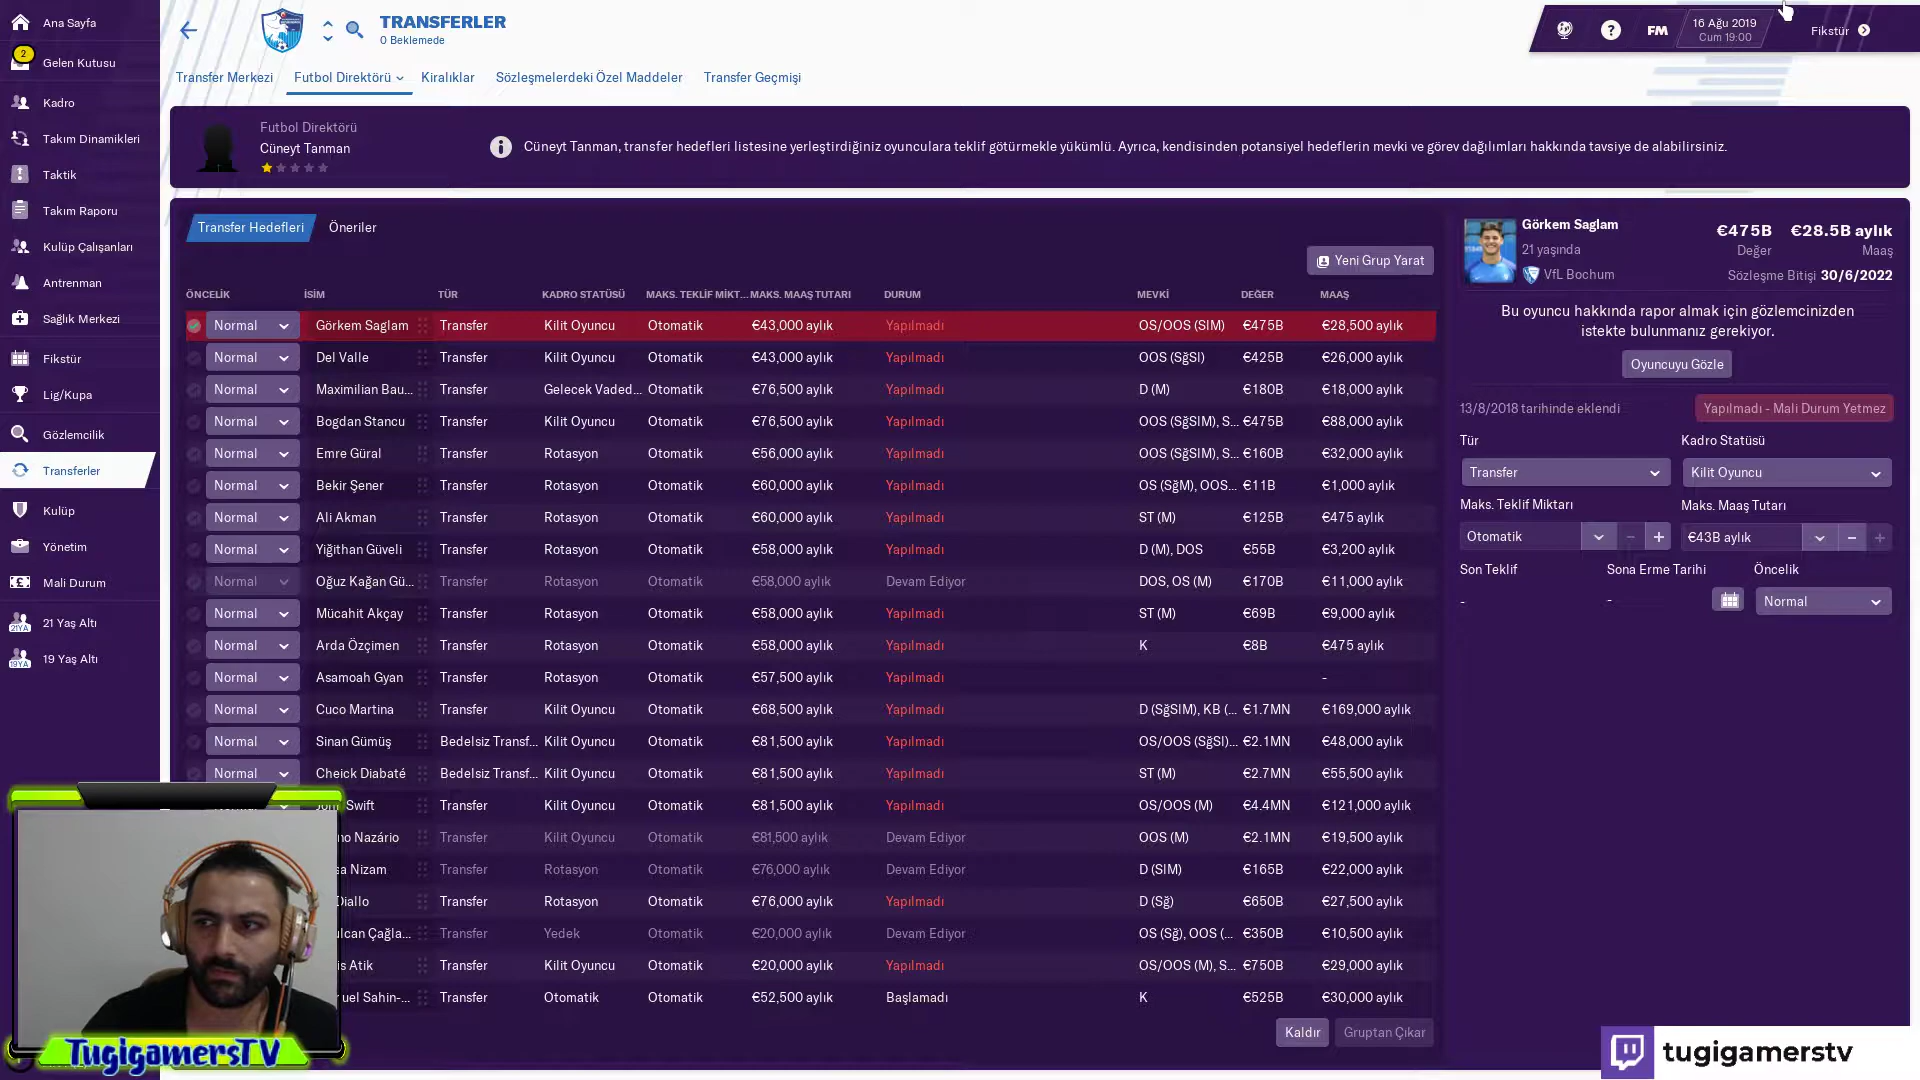 Ana Sayfa
2
Gelen Kutusu
Kadro
Takım Dinamikleri
Taktik
Takım Raporu
Kulüp Çalışanları
Antrenman
Sağlık Merkezi
Fikstür
Lig/Kupa
Gözlemcilik
Transferler
Kulüp
Yönetim
Mali Durum
21YA
21 Yaş Altı
19YA
19 Yaş Altı
TRANSFERLER
0 Beklemede
FM
16 Ağu 2019
Cum 19:00
Fikstür
Transfer Merkezi
Futbol Direktörü
Kiralıklar
Sözleşmelerdeki Özel Maddeler
Transfer Geçmişi
Futbol Direktörü
Cüneyt Tanman
Cüneyt Tanman, transfer hedefleri listesine yerleştirdiğiniz oyunculara teklif götürmekle yükümlü. Ayrıca, kendisinden potansiyel hedeflerin mevki ve görev dağılımları hakkında tavsiye de alabilirsiniz.
Transfer Hedefleri
Öneriler
Yeni Grup Yarat
ÖNCELİK İSİM TÜR KADRO STATÜSÜ MAKS. TEKLİF MİKT... MAKS. MAAŞ TUTARI DURUM MEVKİ DEĞER MAAŞ
Normal Görkem Saglam Transfer Kilit Oyuncu Otomatik €43,000 aylık Yapılmadı OS/OOS (SlM) €475B €28,500 aylık
Normal Del Valle Transfer Kilit Oyuncu Otomatik €43,000 aylık Yapılmadı OOS (SğSl) €425B €26,000 aylık
Normal Maximilian Bau... Transfer Gelecek Vaded... Otomatik €76,500 aylık Yapılmadı D (M) €180B €18,000 aylık
Normal Bogdan Stancu Transfer Kilit Oyuncu Otomatik €76,500 aylık Yapılmadı OOS (SğSlM), S... €475B €88,000 aylık
Normal Emre Güral Transfer Rotasyon Otomatik €56,000 aylık Yapılmadı OOS (SğSlM), S... €160B €32,000 aylık
Normal Bekir Şener Transfer Rotasyon Otomatik €60,000 aylık Yapılmadı OS (SğM), OOS... €11B €1,000 aylık
Normal Ali Akman Transfer Rotasyon Otomatik €60,000 aylık Yapılmadı ST (M) €125B €475 aylık
Normal Yiğithan Güveli Transfer Rotasyon Otomatik €58,000 aylık Yapılmadı D (M), DOS €55B €3,200 aylık
Normal Oğuz Kağan Gü... Transfer Rotasyon Otomatik €58,000 aylık Devam Ediyor DOS, OS (M) €170B €11,000 aylık
Normal Mücahit Akçay Transfer Rotasyon Otomatik €58,000 aylık Yapılmadı ST (M) €69B €9,000 aylık
Normal Arda Özçimen Transfer Rotasyon Otomatik €58,000 aylık Yapılmadı K €8B €475 aylık
Normal Asamoah Gyan Transfer Rotasyon Otomatik €57,500 aylık Yapılmadı -
Normal Cuco Martina Transfer Kilit Oyuncu Otomatik €68,500 aylık Yapılmadı D (SğSlM), KB (... €1.7MN €169,000 aylık
Normal Sinan Gümüş Bedelsiz Transf... Kilit Oyuncu Otomatik €81,500 aylık Yapılmadı OS/OOS (SğSl)... €2.1MN €48,000 aylık
Normal Cheick Diabaté Bedelsiz Transf... Kilit Oyuncu Otomatik €81,500 aylık Yapılmadı ST (M) €2.7MN €55,500 aylık
Swift Transfer Kilit Oyuncu Otomatik €81,500 aylık Yapılmadı OS/OOS (M) €4.4MN €121,000 aylık
no Nazário Transfer Kilit Oyuncu Otomatik €81,500 aylık Devam Ediyor OOS (M) €2.1MN €19,500 aylık
sa Nizam Transfer Rotasyon Otomatik €76,000 aylık Devam Ediyor D (SlM) €165B €22,000 aylık
Diallo Transfer Rotasyon Otomatik €76,000 aylık Yapılmadı D (Sğ) €650B €27,500 aylık
ulcan Çağla... Transfer Yedek Otomatik €20,000 aylık Devam Ediyor OS (Sğ), OOS (... €350B €10,500 aylık
is Atik Transfer Kilit Oyuncu Otomatik €20,000 aylık Yapılmadı OS/OOS (M), S... €750B €29,000 aylık
uel Sahin-... Transfer Otomatik Otomatik €52,500 aylık Başlamadı K €525B €30,000 aylık
Kaldır
Gruptan Çıkar
Görkem Saglam
21 yaşında
VfL Bochum
€475B €28.5B aylık
Değer Maaş
Sözleşme Bitişi 30/6/2022
Bu oyuncu hakkında rapor almak için gözlemcinizden
istekte bulunmanız gerekiyor.
Oyuncuyu Gözle
13/8/2018 tarihinde eklendi
Yapılmadı - Mali Durum Yetmez
Tür Kadro Statüsü
Transfer Kilit Oyuncu
Maks. Teklif Miktarı Maks. Maaş Tutarı
Otomatik €43B aylık
Son Teklif Sona Erme Tarihi Öncelik
- - Normal
TugigamersTV
tugigamerstv